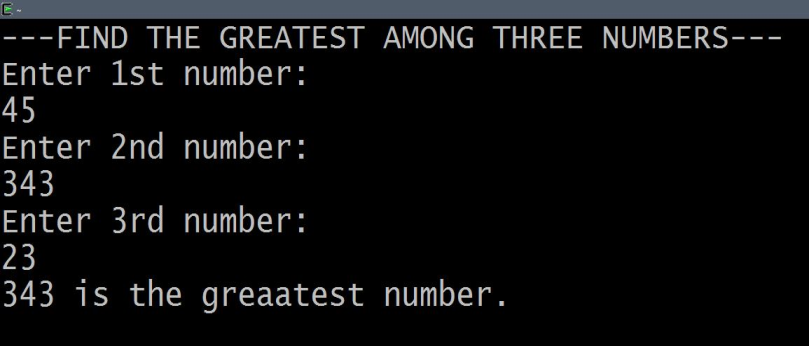 ---FIND THE GREATEST AMONG THREE NUMBERS---
Enter 1st number:
45
Enter 2nd number:
343
Enter 3rd number:
23
343 is the greaatest number.